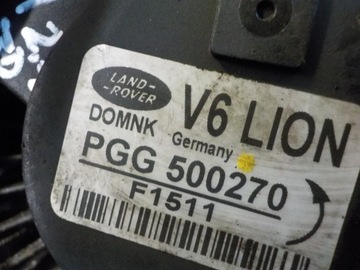 LAND-
ROVER
V6 LION
DOMNK
Germany
PGG 500270
F1511